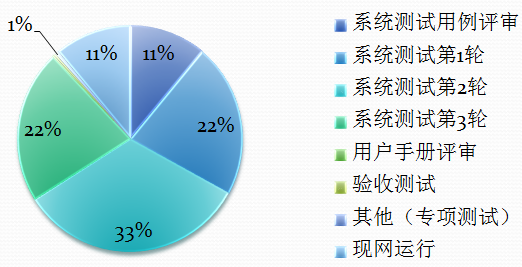 1%
11%
11%
22%
22%
33%
系统测试用例评审
系统测试第1轮
系统测试第2轮
系统测试第3轮
用户手册评审
验收测试
其他（专项测试）
现网运行